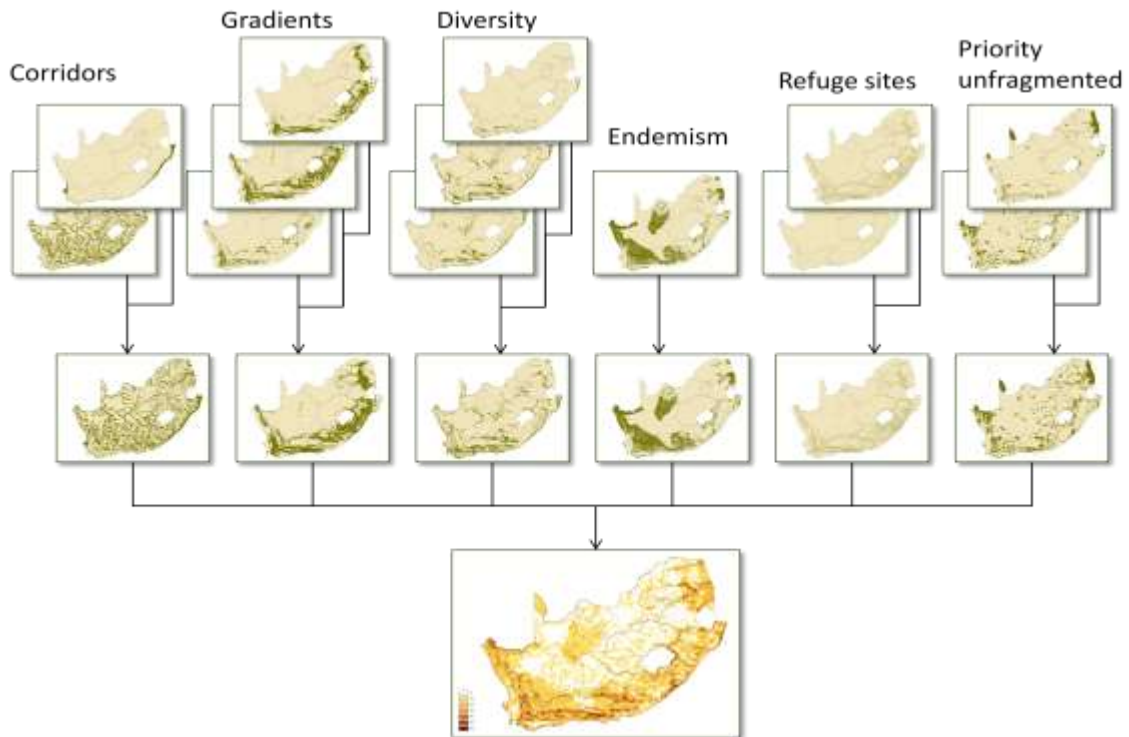 Gradients
Diversity
Corridors
Priority
unfragmented
Refuge sites
Endemism